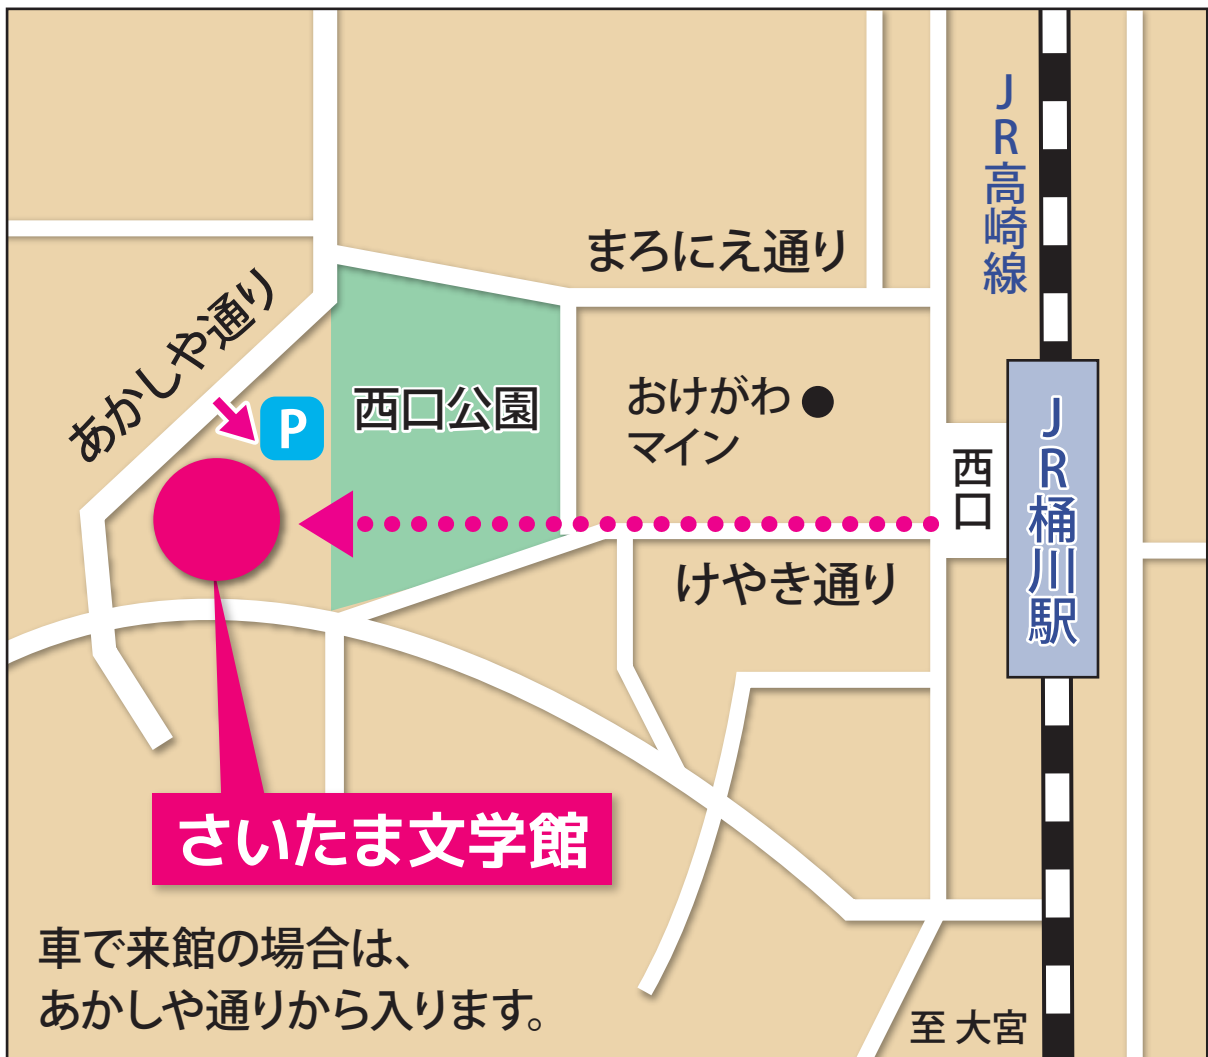 JR高崎線
まろにえ通り
あかしや通り
P
西口公園
おけがわ
マイン
西口
JR桶川駅
けやき通り
さいたま文学館
車で来館の場合は、
あかしや通りから入ります。
至 大宮